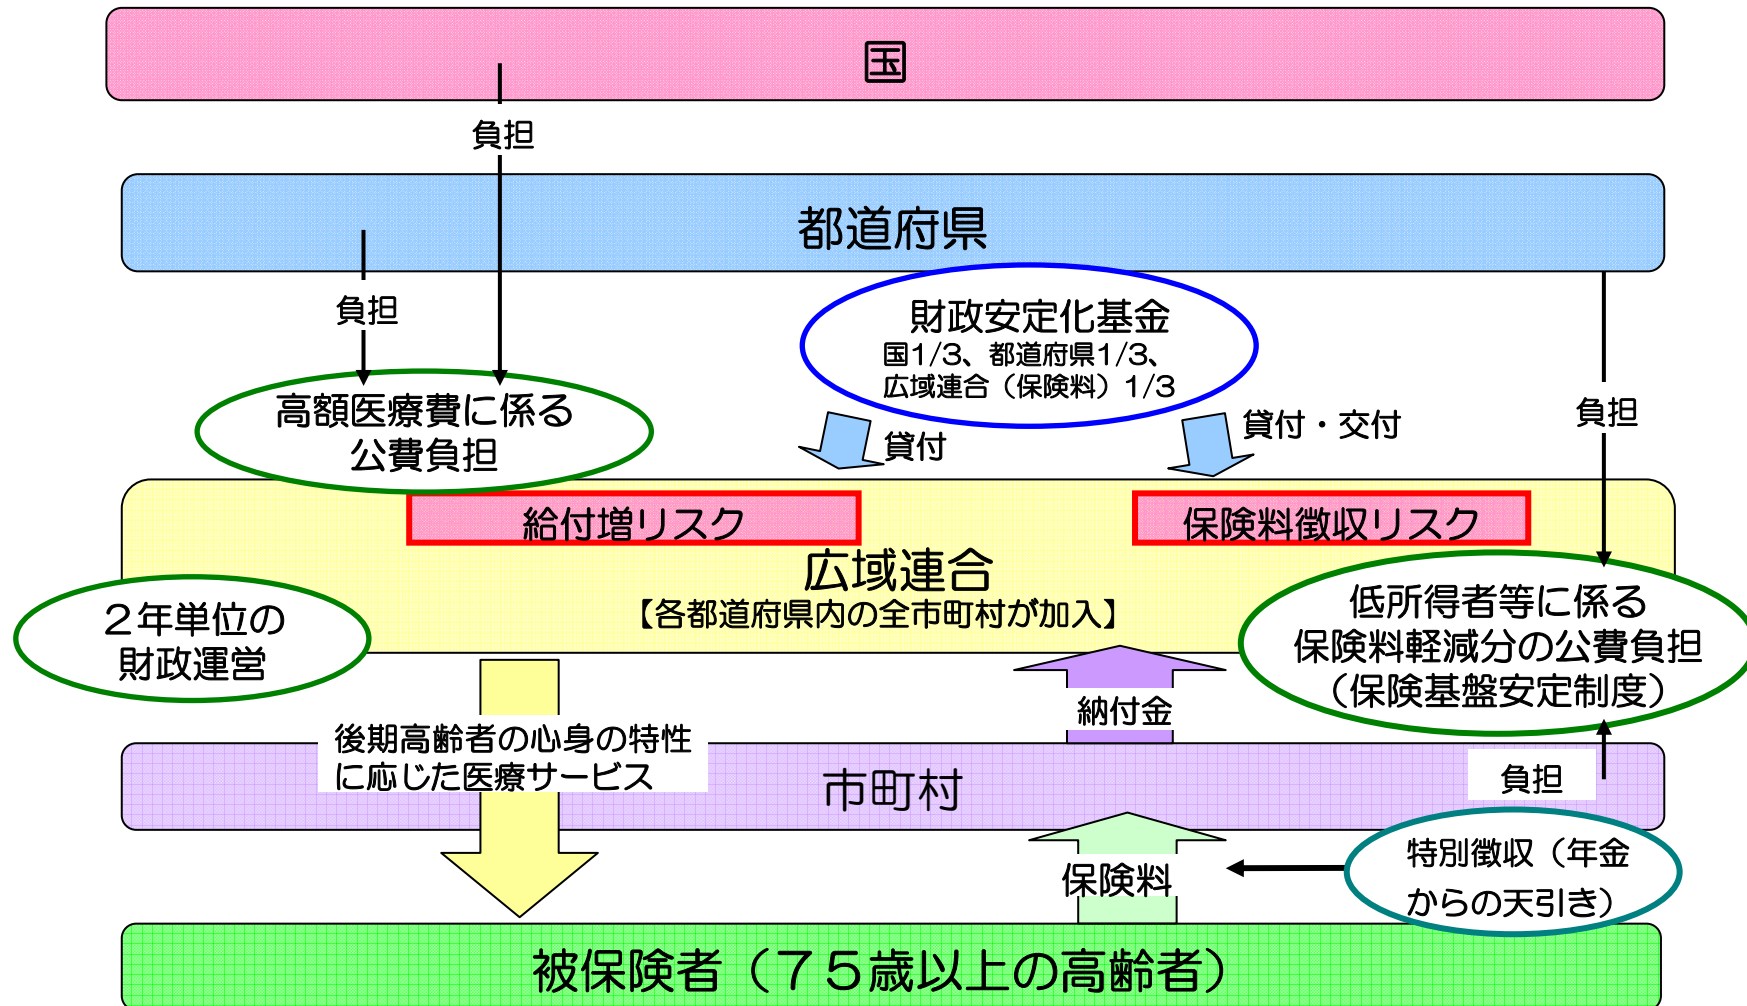 国
負担
都道府県
負担
財政安定化基金
国1/3、都道府県1/3、
広域連合（保険料）1/3
負担
高額医療費に係る
公費負担
貸付
貸付・交付
給付増リスク
保険料徴収リスク
広域連合
【各都道府県内の全市町村が加入】
２年単位の
財政運営
低所得者等に係る
保険料軽減分の公費負担
（保険基盤安定制度）
納付金
後期高齢者の心身の特性
に応じた医療サービス
市町村
負担
特別徴収（年金
からの天引き）
保険料
被保険者（７５歳以上の高齢者）